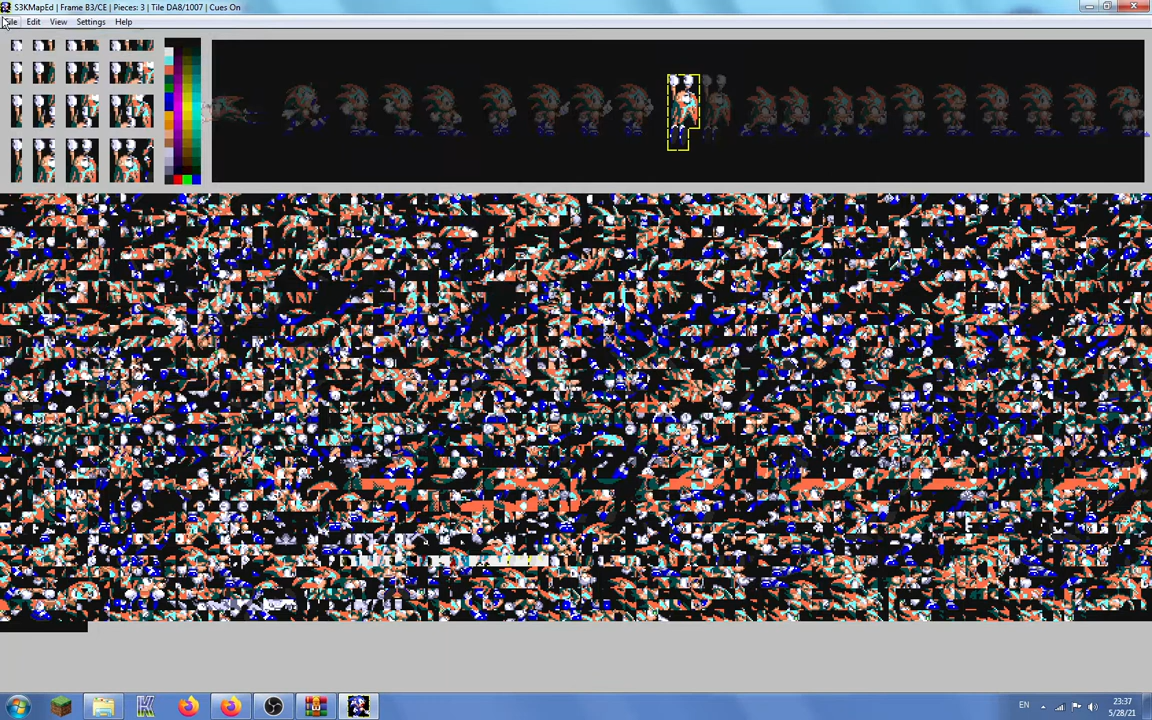 S3KMapEd | Frame B3/CE | Pieces: 3 | Tile DA8/1007 | Cues On
File Edit View Settings Help
EN
23:37
5/28/21